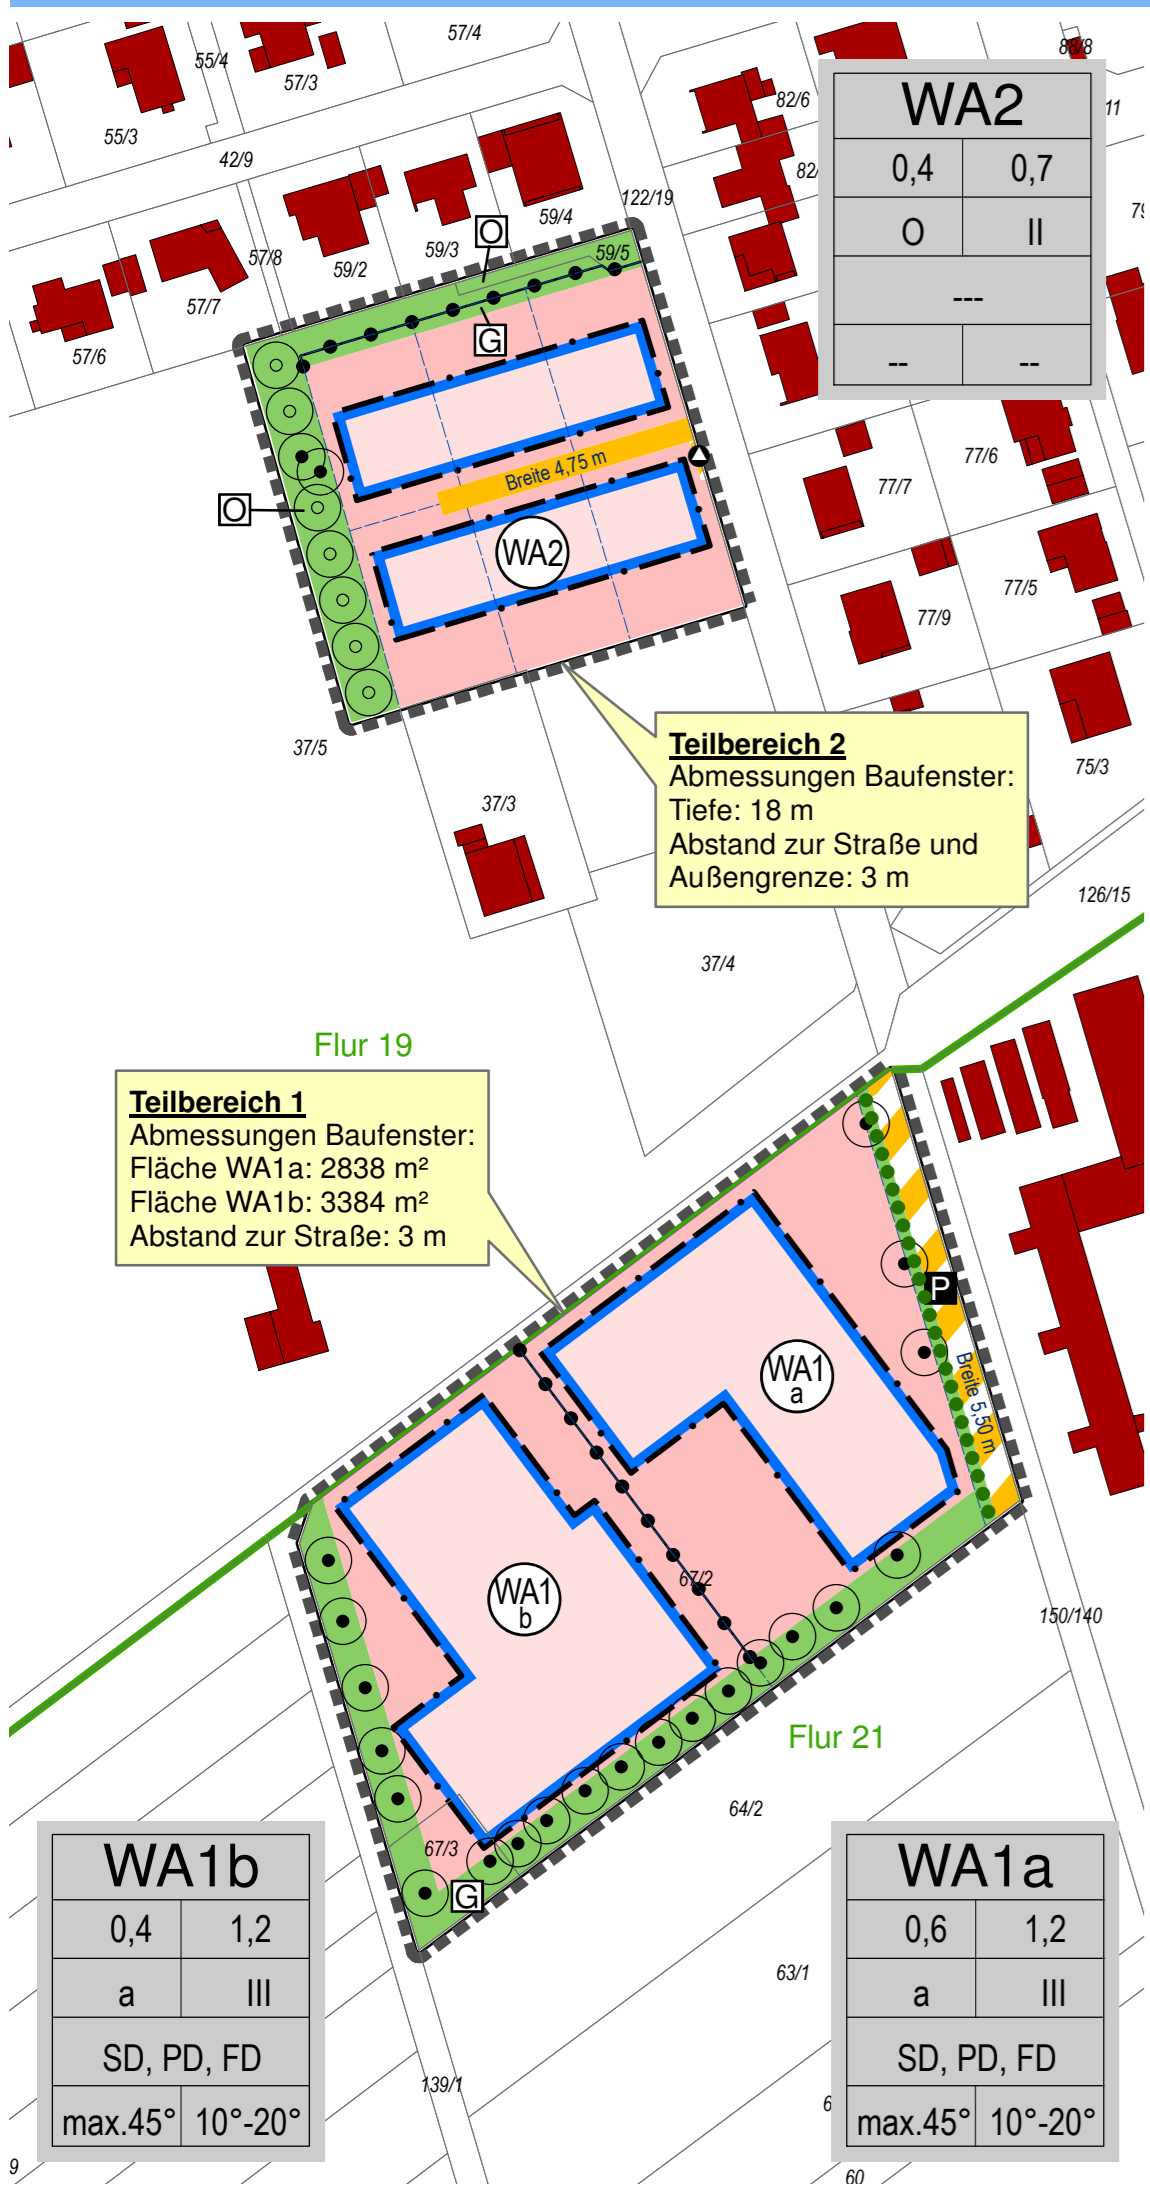 57/4
55/4
57/3
88/8
82/6
WA2
11
55/3
42/9
82/
0,4 0,7
122/19
59/4
79
O
O II
59/3
59/5
57/8
59/2
57/7
---
G
57/6
-- --
77/6
Breite 4,75 m
77/7
O
WA2
77/5
77/9
37/5
Teilbereich 2
Abmessungen Baufenster:
Tiefe: 18 m
Abstand zur Straße und
Außengrenze: 3 m
75/3
37/3
126/15
37/4
Flur 19
Teilbereich 1
Abmessungen Baufenster:
Fläche WA1a: 2838 m²
Fläche WA1b: 3384 m²
Abstand zur Straße: 3 m
P
WA1
a
Breite 5,50 m
67/2
WA1
b
150/140
Flur 21
64/2
67/3
G
WA1b
0,4 1,2
a III
SD, PD, FD
max.45° 10°-20°
WA1a
0,6 1,2
a III
SD, PD, FD
max.45° 10°-20°
63/1
139/1
6
9
60